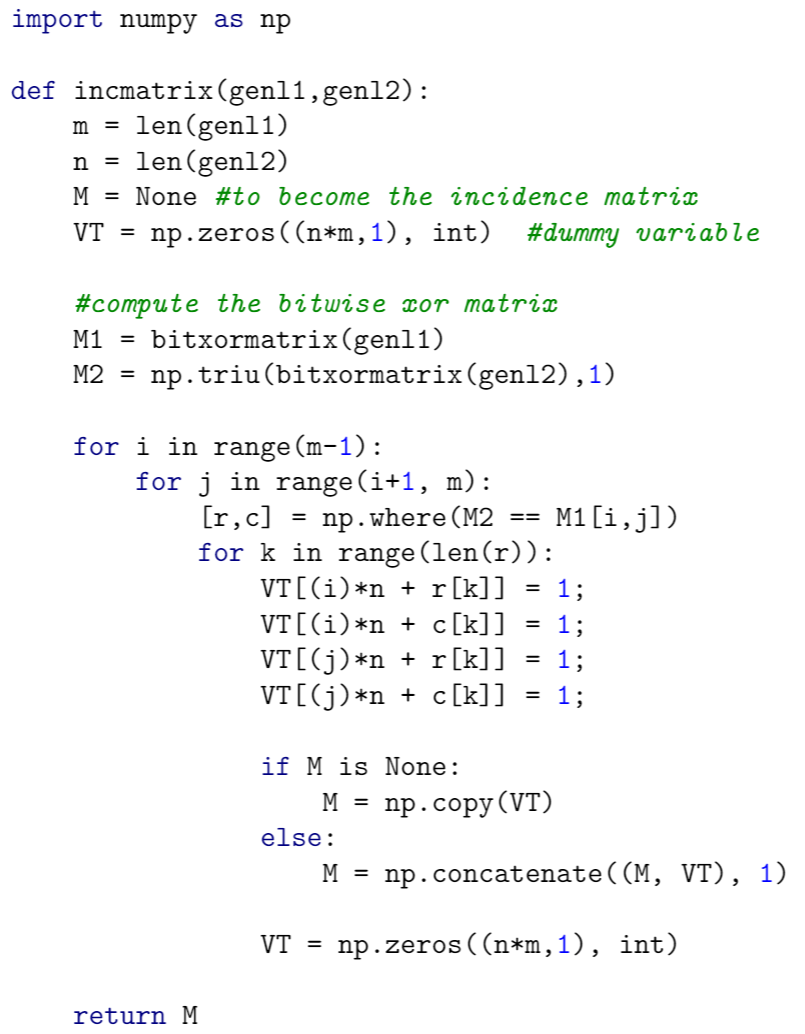 import numpy as np

def incmatrix(genl1,genl2):
    m = len(genl1)
    n = len(genl2)
    M = None #to become the incidence matrix
    VT = np.zeros((n*m,1), int)  #dummy variable

    #compute the bitwise xor matrix
    M1 = bitxormatrix(genl1)
    M2 = np.triu(bitxormatrix(genl2),1)

    for i in range(m-1):
        for j in range(i+1, m):
            [r,c] = np.where(M2 == M1[i,j])
            for k in range(len(r)):
                VT[(i)*n + r[k]] = 1;
                VT[(i)*n + c[k]] = 1;
                VT[(j)*n + r[k]] = 1;
                VT[(j)*n + c[k]] = 1;

                if M is None:
                    M = np.copy(VT)
                else:
                    M = np.concatenate((M, VT), 1)

                VT = np.zeros((n*m,1), int)

    return M